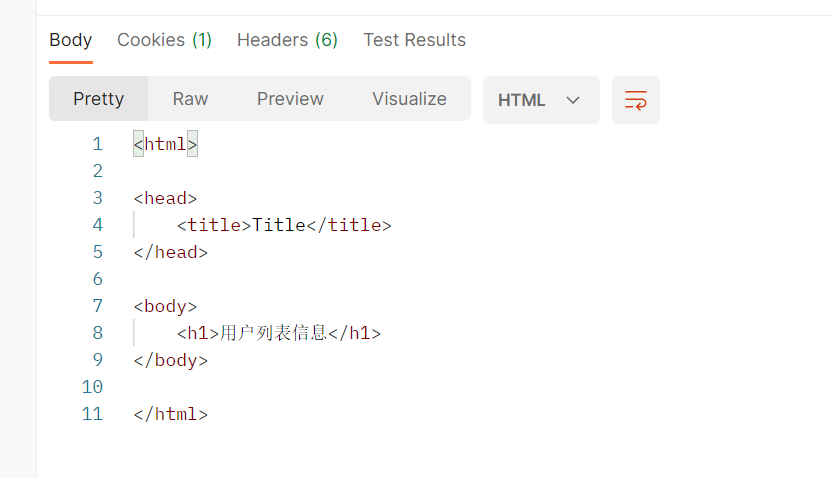 Body Cookies (1) Headers (6) Test Results
Pretty Raw Preview Visualize HTML
1 <html>
2
3 <head>
4     <title>Title</title>
5 </head>
6
7 <body>
8     <h1>用户列表信息</h1>
9 </body>
10
11 </html>